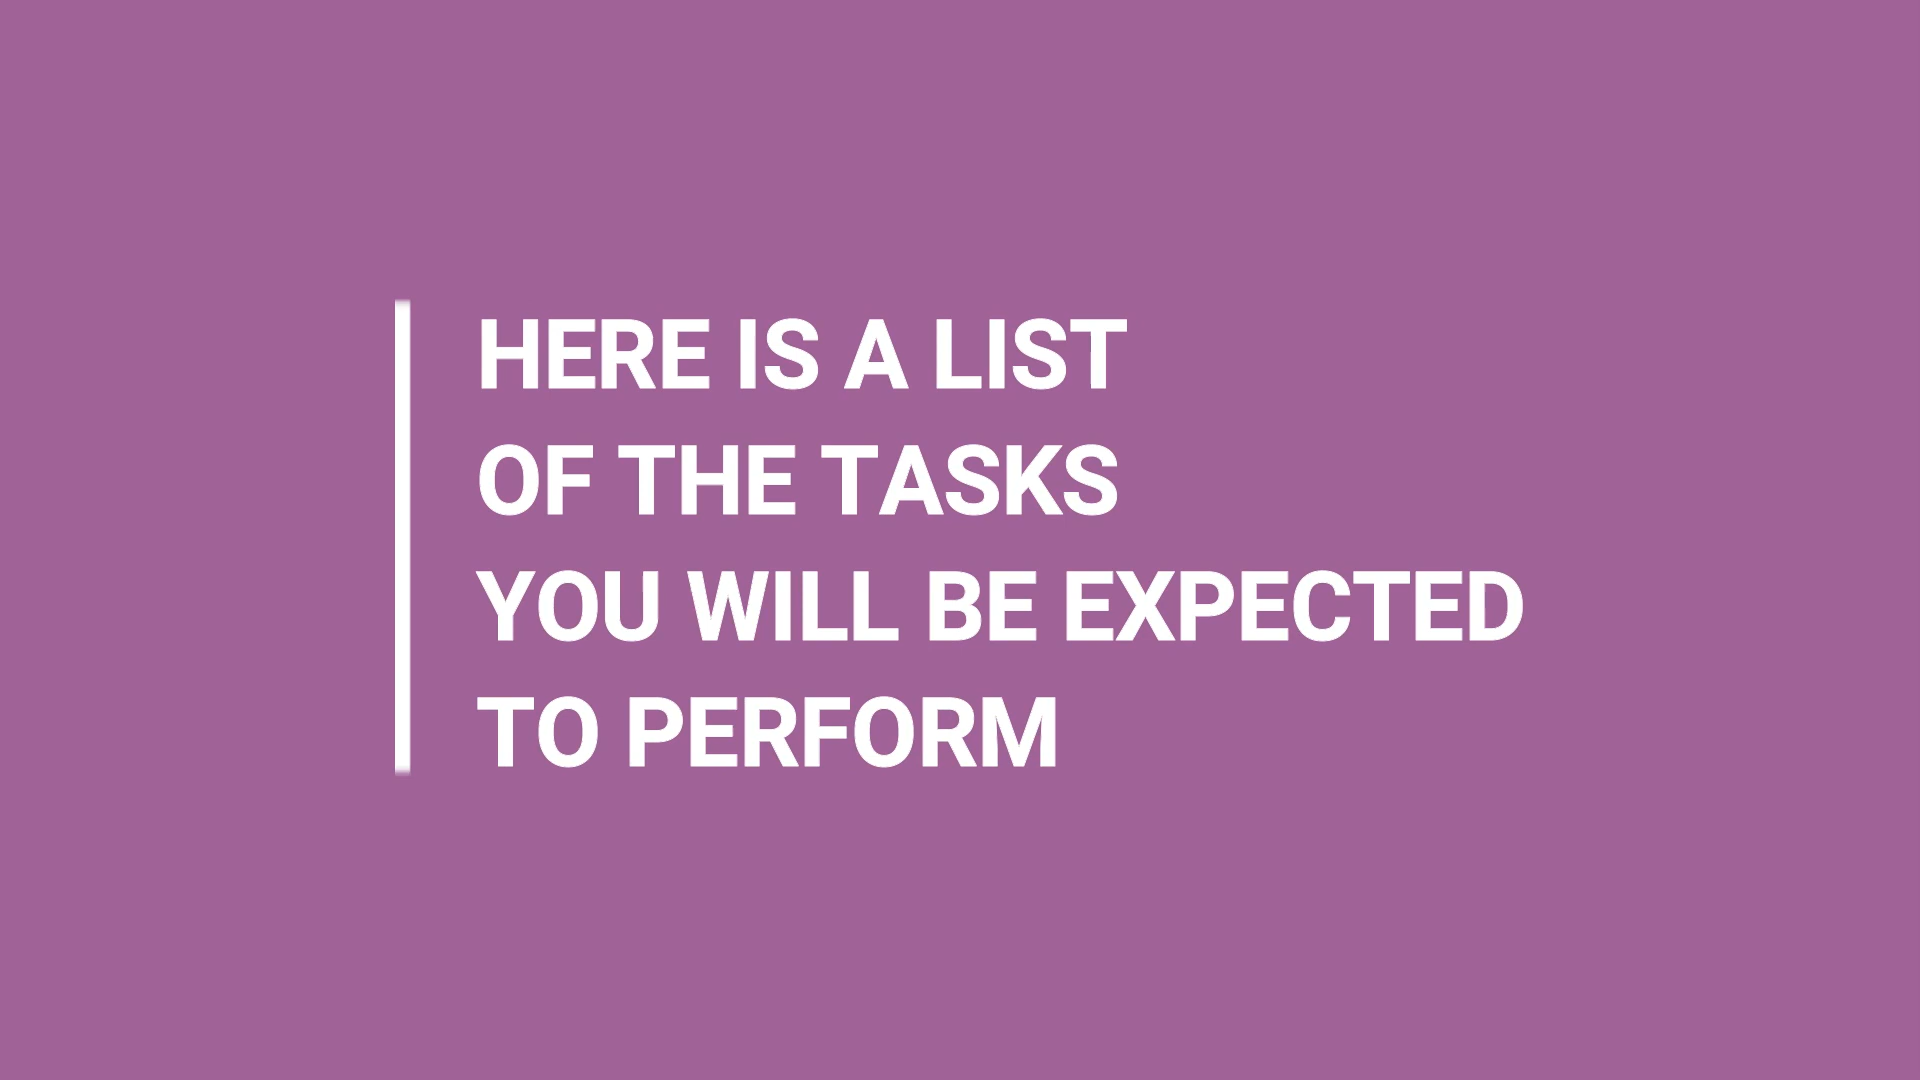 HERE IS A LIST
OF THE TASKS
YOU WILL BE EXPECTED
TO PERFORM